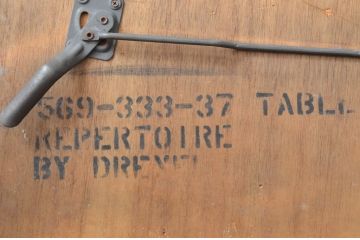 569-333-37 TABLE
REPERTOIRE
BY DREXEL